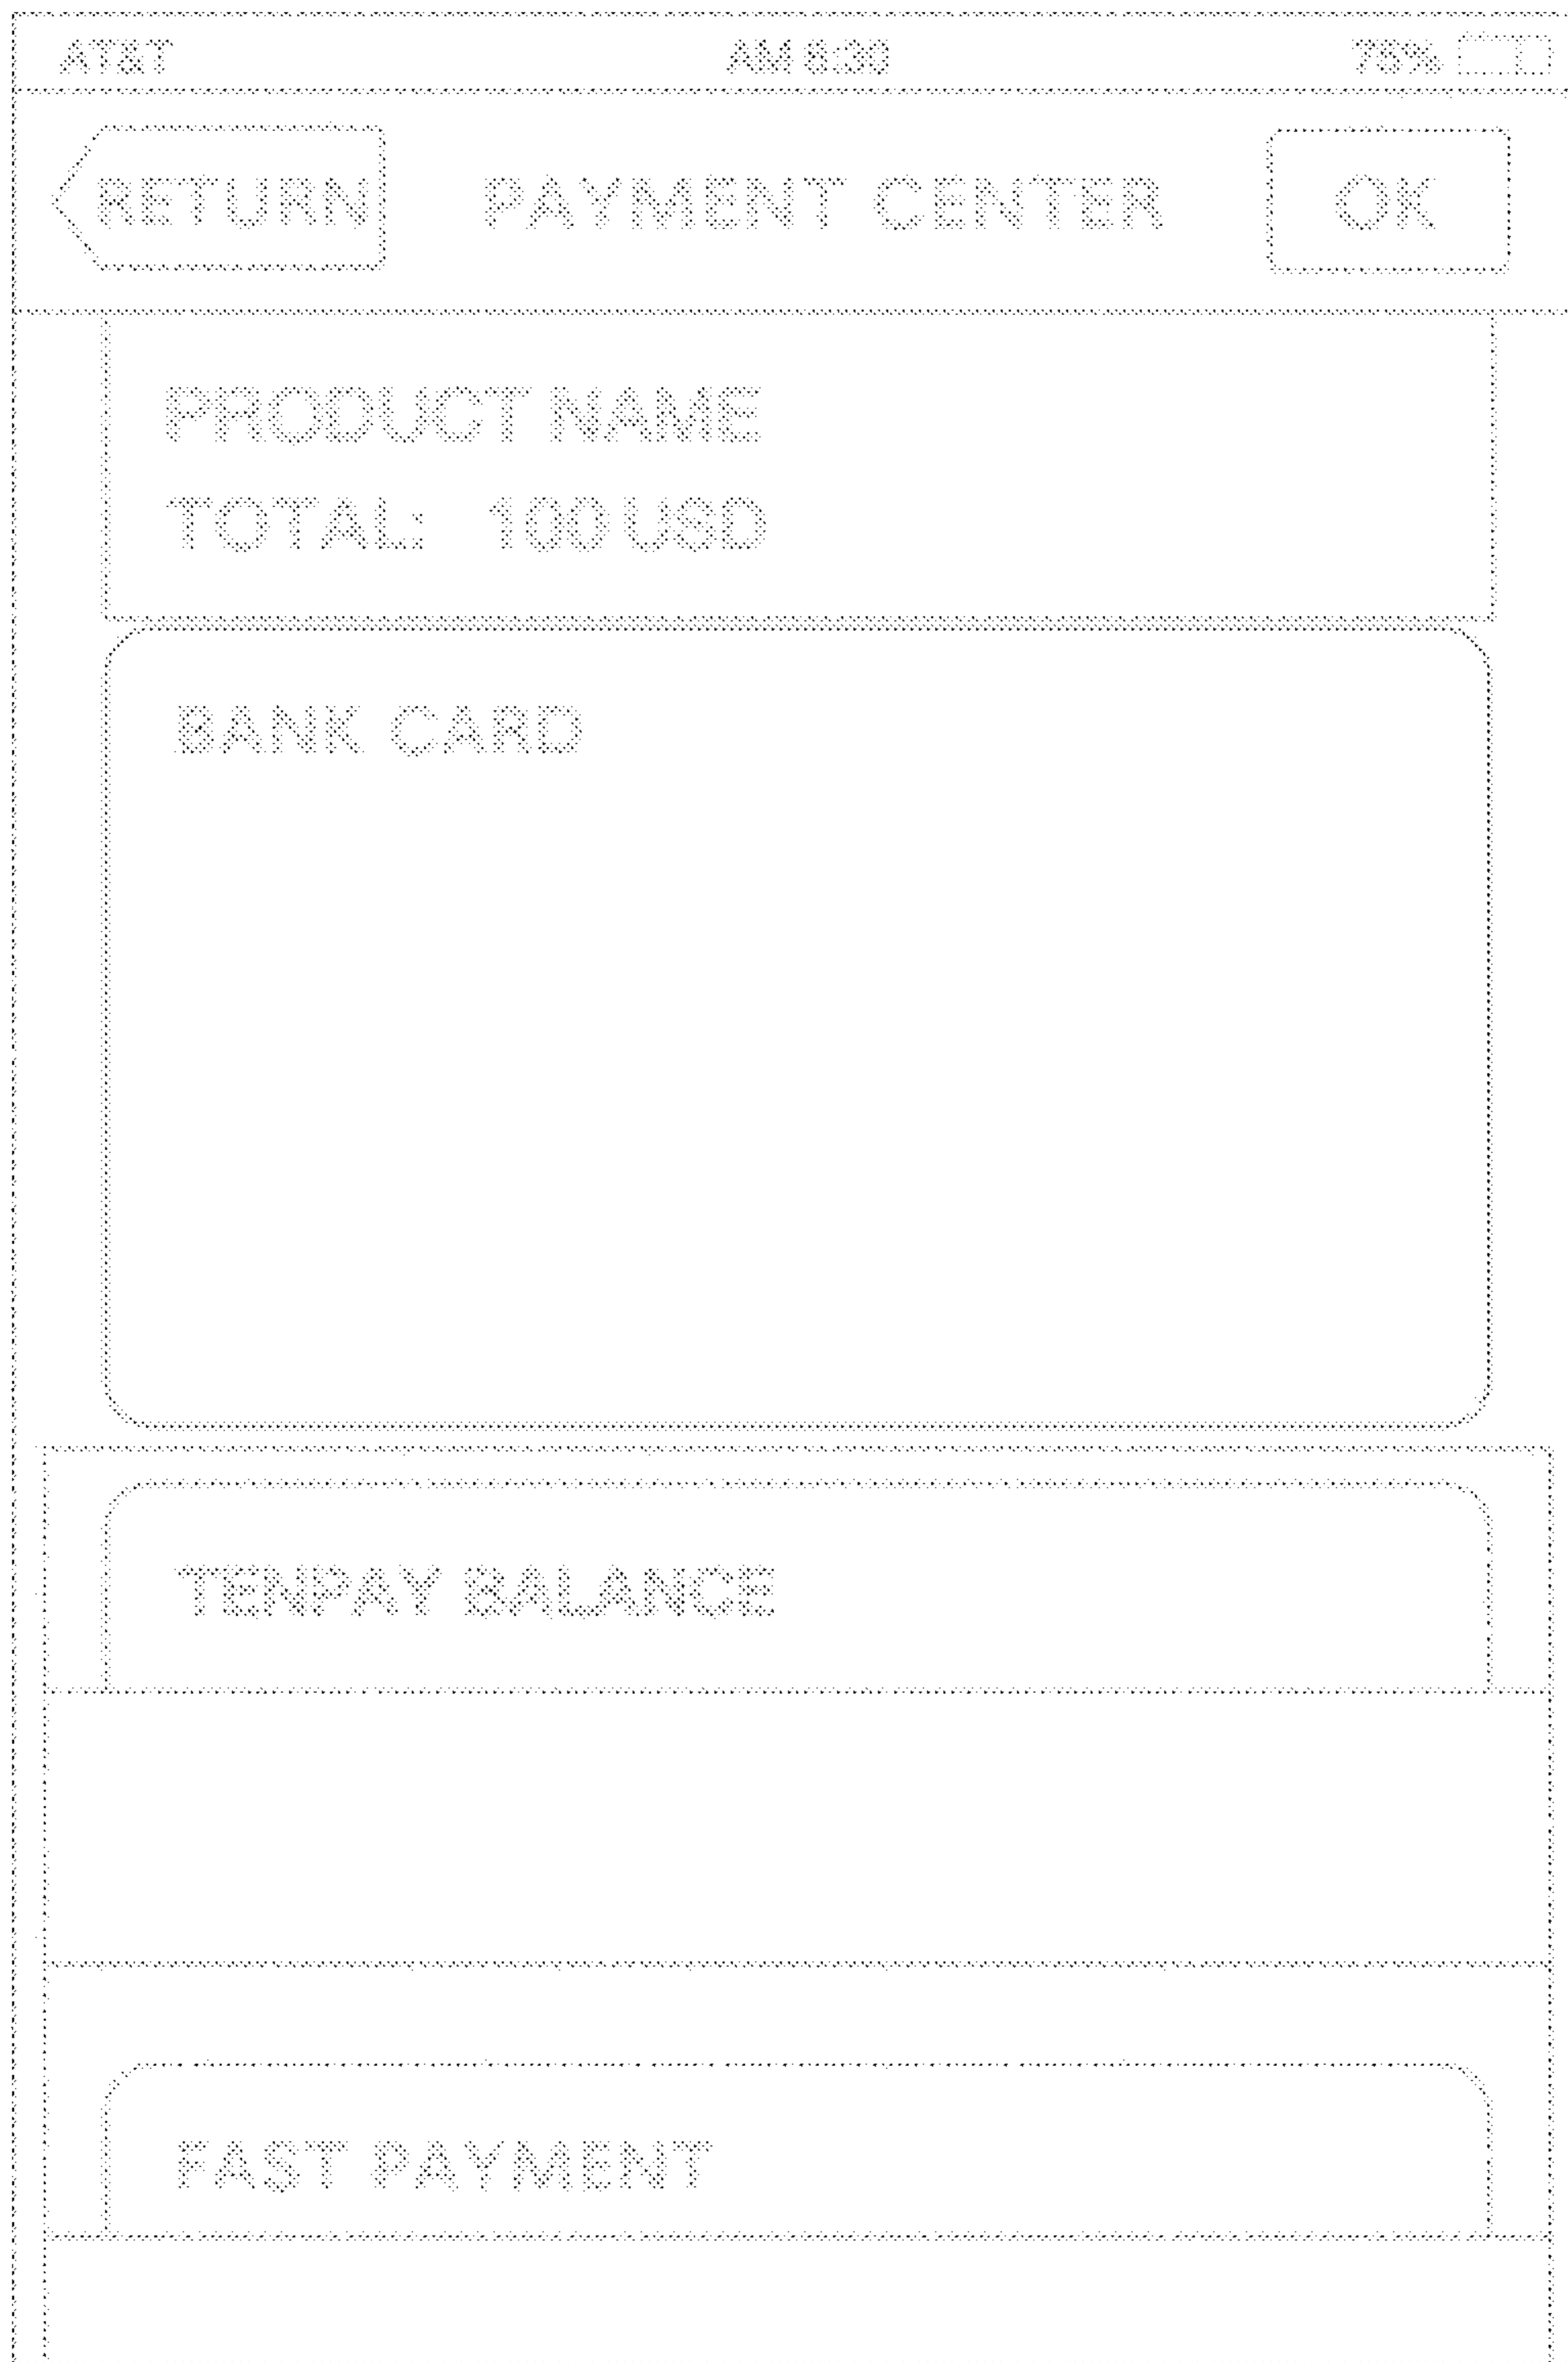 AT&T AM 6:30 75%
RETURN PAYMENT CENTER OK
PRODUCT NAME
TOTAL: 100 USD
BANK CARD
TENPAY BALANCE
FAST PAYMENT